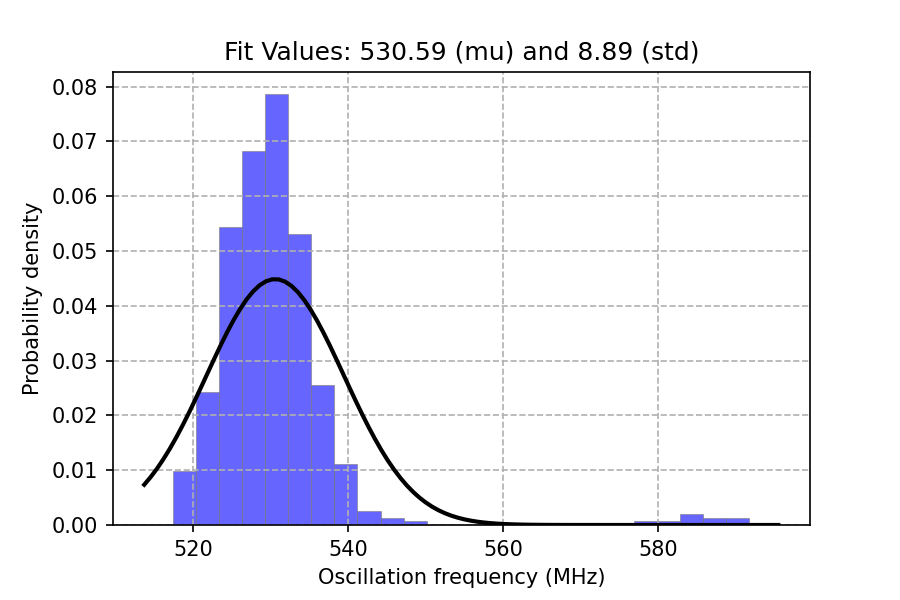 Fit Values: 530.59 (mu) and 8.89 (std)
0.08
0.07
0.06
0.05
0.04
0.03
0.02
0.01
0.00
Probability density
520 540 560 580
Oscillation frequency (MHz)